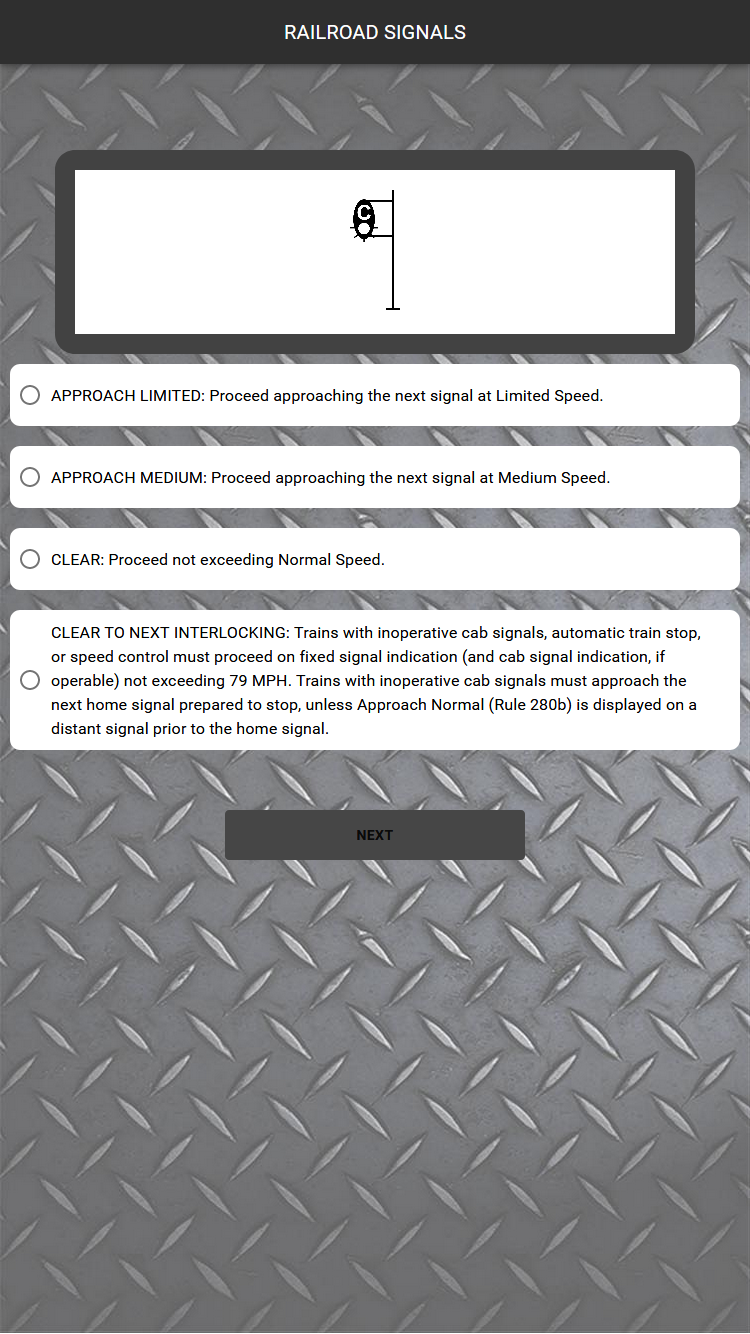 RAILROAD SIGNALS
C
APPROACH LIMITED: Proceed approaching the next signal at Limited Speed.
APPROACH MEDIUM: Proceed approaching the next signal at Medium Speed.
CLEAR: Proceed not exceeding Normal Speed.
CLEAR TO NEXT INTERLOCKING: Trains with inoperative cab signals, automatic train stop,
or speed control must proceed on fixed signal indication (and cab signal indication, if
operable) not exceeding 79 MPH. Trains with inoperative cab signals must approach the
next home signal prepared to stop, unless Approach Normal (Rule 280b) is displayed on a
distant signal prior to the home signal.
NEXT